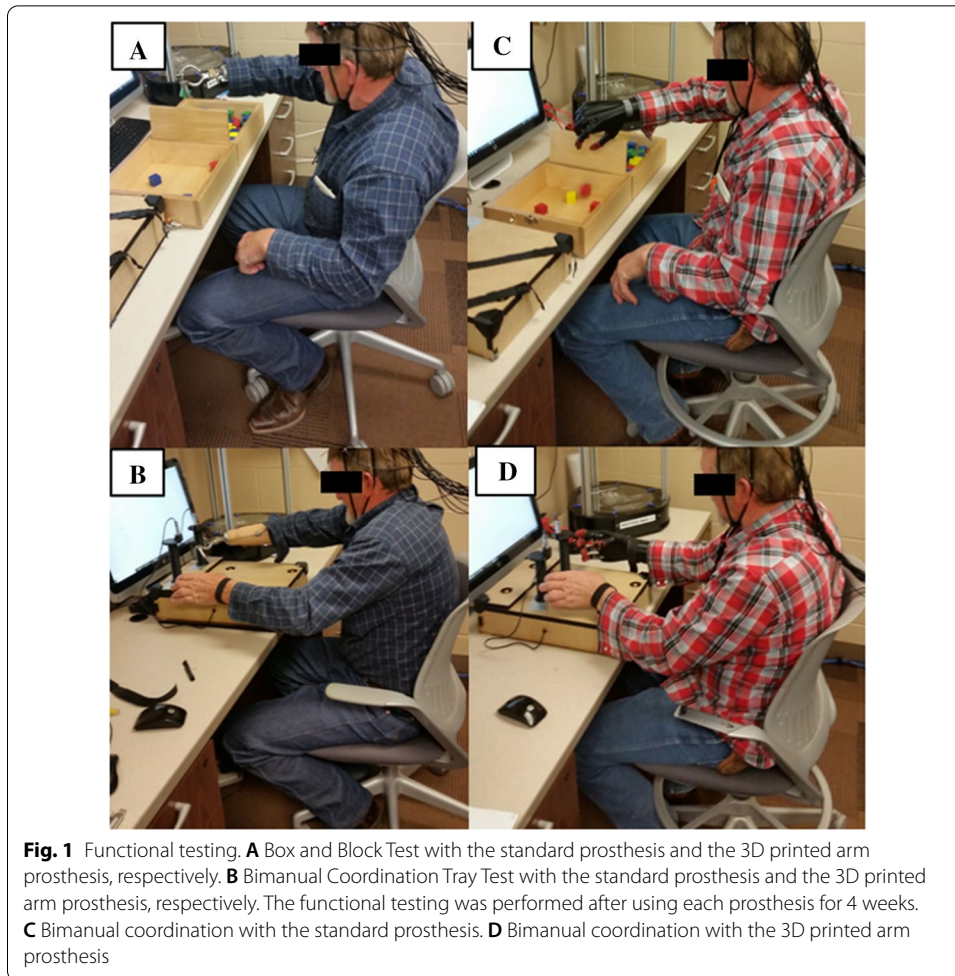 A
C
B
D
Fig. 1 Functional testing. A Box and Block Test with the standard prosthesis and the 3D printed arm
prosthesis, respectively. B Bimanual Coordination Tray Test with the standard prosthesis and the 3D printed
arm prosthesis, respectively. The functional testing was performed after using each prosthesis for 4 weeks.
C Bimanual coordination with the standard prosthesis. D Bimanual coordination with the 3D printed arm
prosthesis